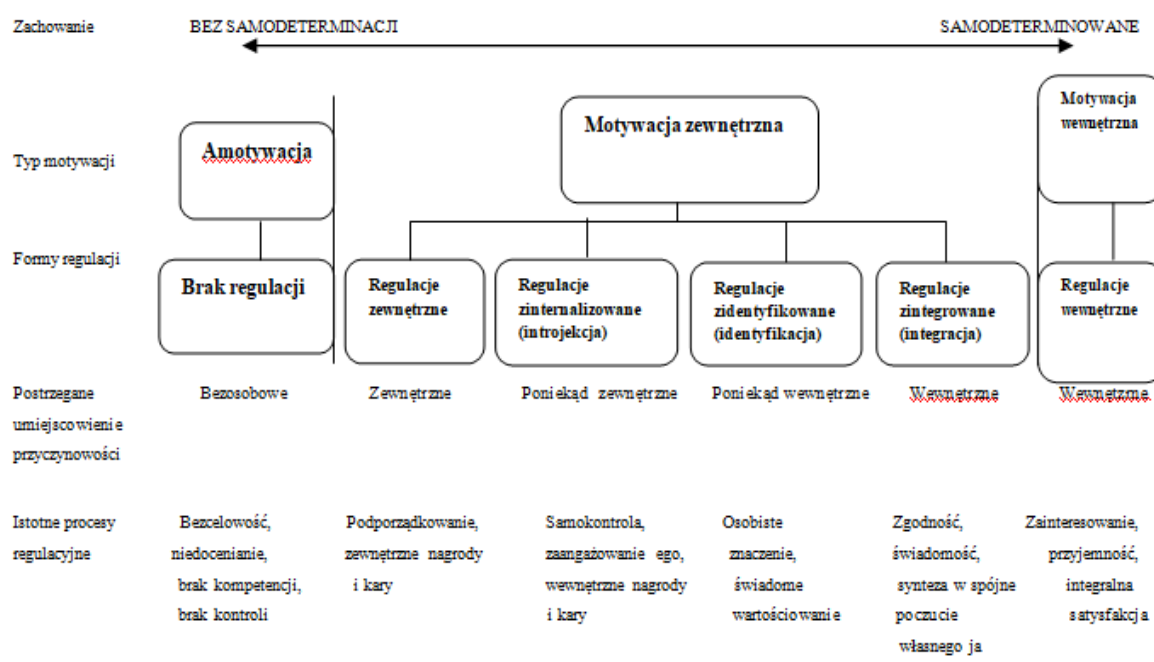 Zachowanie BEZ SAMODETERMINACJI SAMODETERMINOWANE
Typ motywacji
Amotywacja
Motywacja zewnętrzna
Motywacja
wewnętrzna
Formy regulacji
Brak regulacji
Regulacje
zewnętrzne
Regulacje
zinternalizowane
(introjekcja)
Regulacje
zidentyfikowane
(identyfikacja)
Regulacje
zintegrowane
(integracja)
Regulacje
wewnętrzne
Postrzegane
umiejscowienie
przyczynowości
Bezosobowe
Zewnętrzne
Poniekąd zewnętrzne
Poniekąd wewnętrzne
Wewnętrzne
Wewnętrzne
Istotne procesy
regulacyjne
Bezcelowość,
niedocenianie,
brak kompetencji,
brak kontroli
Podporządkowanie,
zewnętrzne nagrody
i kary
Samokontrola,
zaangażowanie ego,
wewnętrzne nagrody
i kary
Osobiste
znaczenie,
świadome
wartościowanie
Zgodność,
świadomość,
synteza w spójne
poczucie
własnego ja
Zainteresowanie,
przyjemność,
integralna
satysfakcja